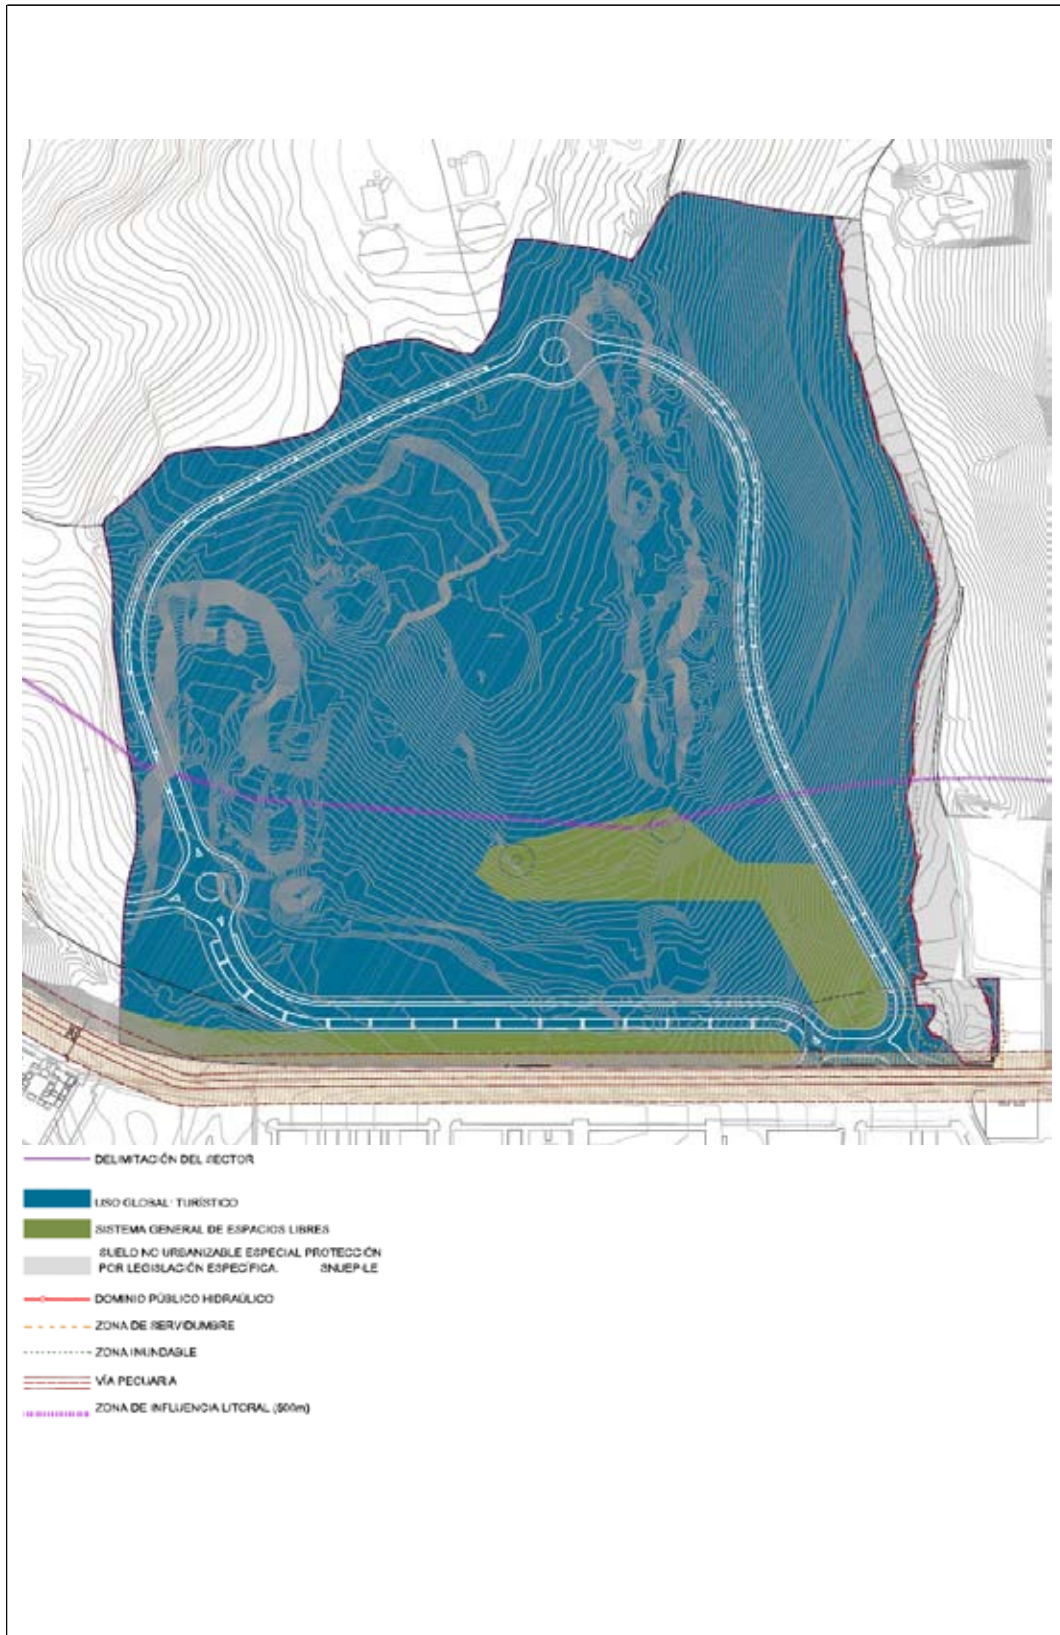 DELIMITACIÓN DEL SECTOR
USO GLOBAL: TURÍSTICO
SISTEMA GENERAL DE ESPACIOS LIBRES
SUELO NO URBANIZABLE ESPECIAL PROTECCIÓN
POR LEGISLACIÓN ESPECÍFICA. SNUEP-LE
DOMINIO PÚBLICO HIDRAÚLICO
ZONA DE SERVIDUMBRE
ZONA INUNDABLE
VÍA PECUARIA
ZONA DE INFLUENCIA LITORAL (500m)